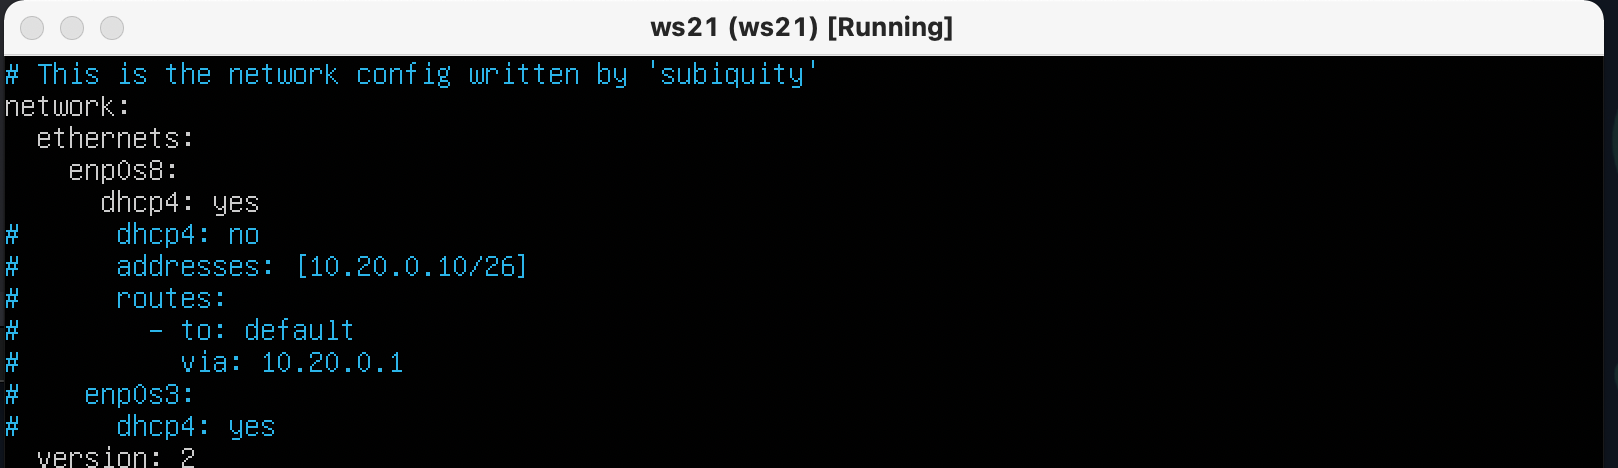 ws21 (ws21) [Running]
# This is the network config written by 'subiquity'
network:
  ethernets:
    enp0s8:
      dhcp4: yes
#      dhcp4: no
#      addresses: [10.20.0.10/26]
#      routes:
#        - to: default
#          via: 10.20.0.1
#    enp0s3:
#      dhcp4: yes
  version: 2